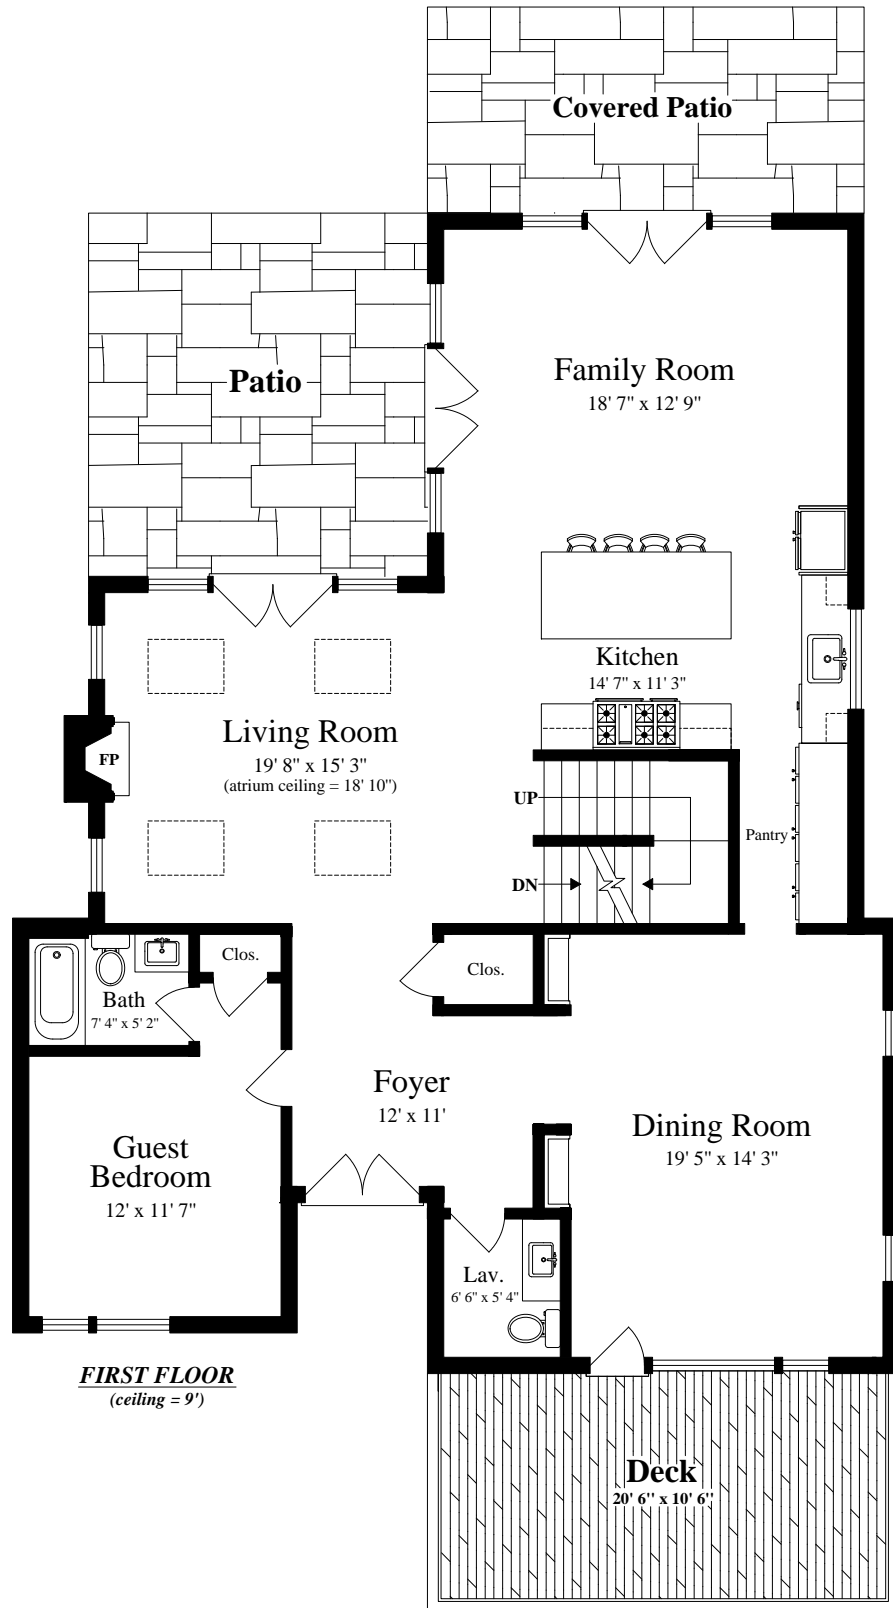 Covered Patio
Patio
Family Room
18' 7" x 12' 9"
Kitchen
14' 7" x 11' 3"
Living Room
19' 8" x 15' 3"
(atrium ceiling = 18' 10")
FP
UP
DN
Pantry
Clos.
Clos.
Bath
7' 4" x 5' 2"
Foyer
12' x 11'
Dining Room
19' 5" x 14' 3"
Guest
Bedroom
12' x 11' 7"
Lav.
6' 6" x 5' 4"
FIRST FLOOR
(ceiling = 9')
Deck
20' 6" x 10' 6"